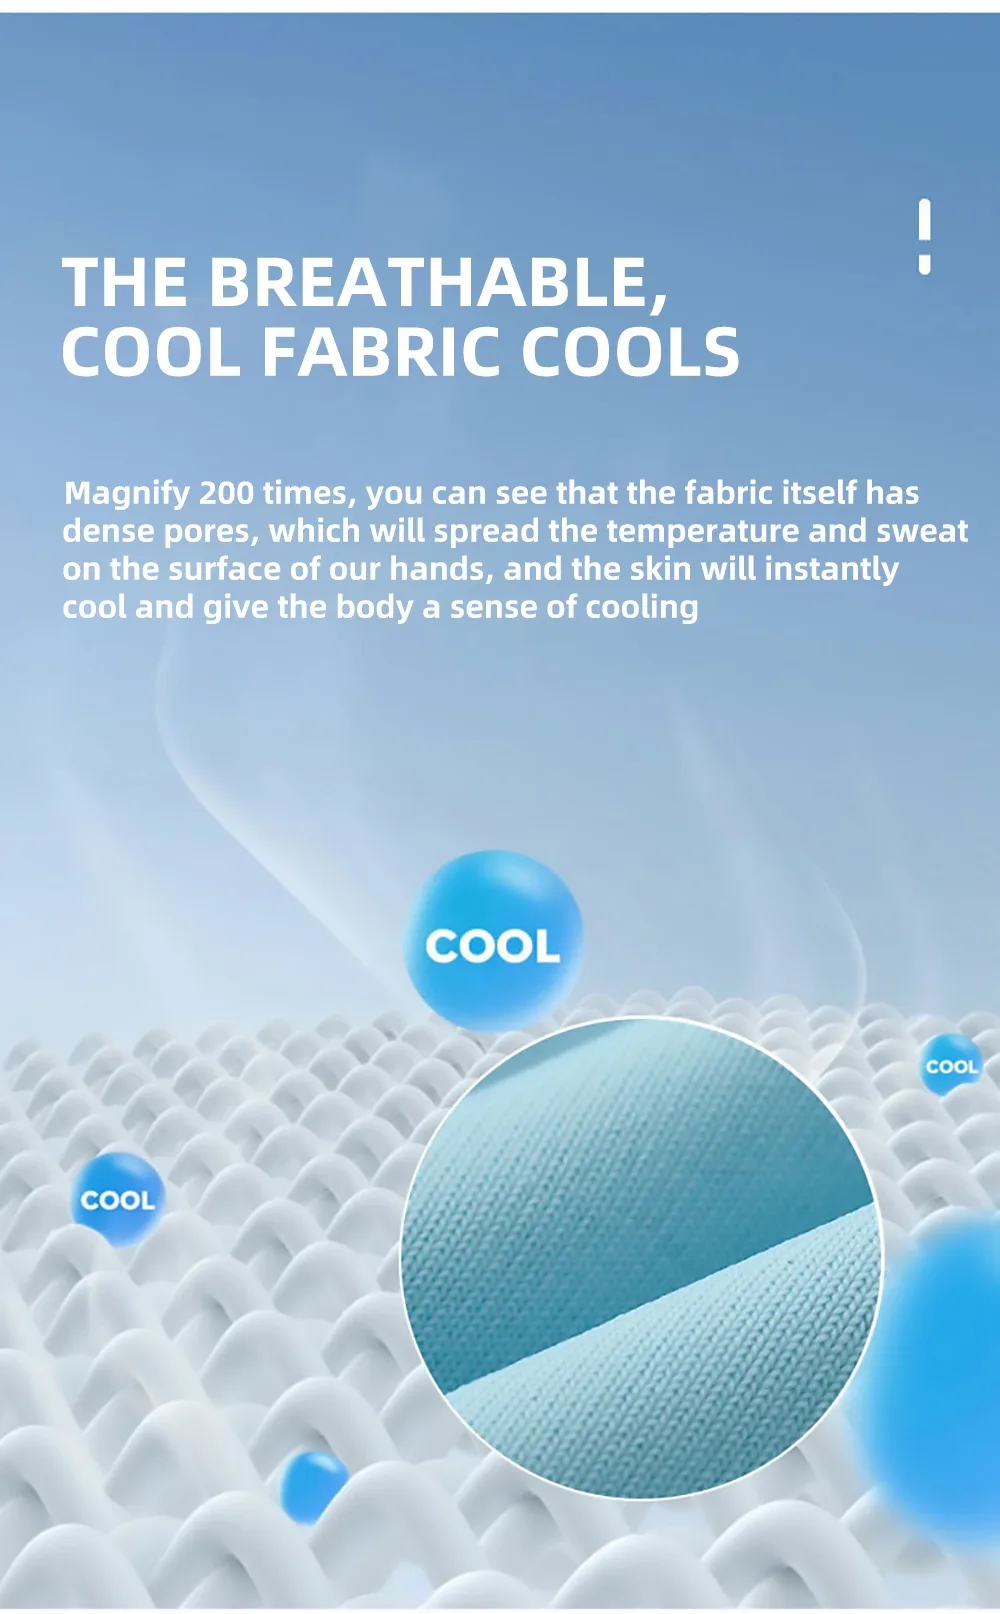 THE BREATHABLE,
COOL FABRIC COOLS
Magnify 200 times, you can see that the fabric itself has
dense pores, which will spread the temperature and sweat
on the surface of our hands, and the skin will instantly
cool and give the body a sense of cooling
COOL
COOL
COOL